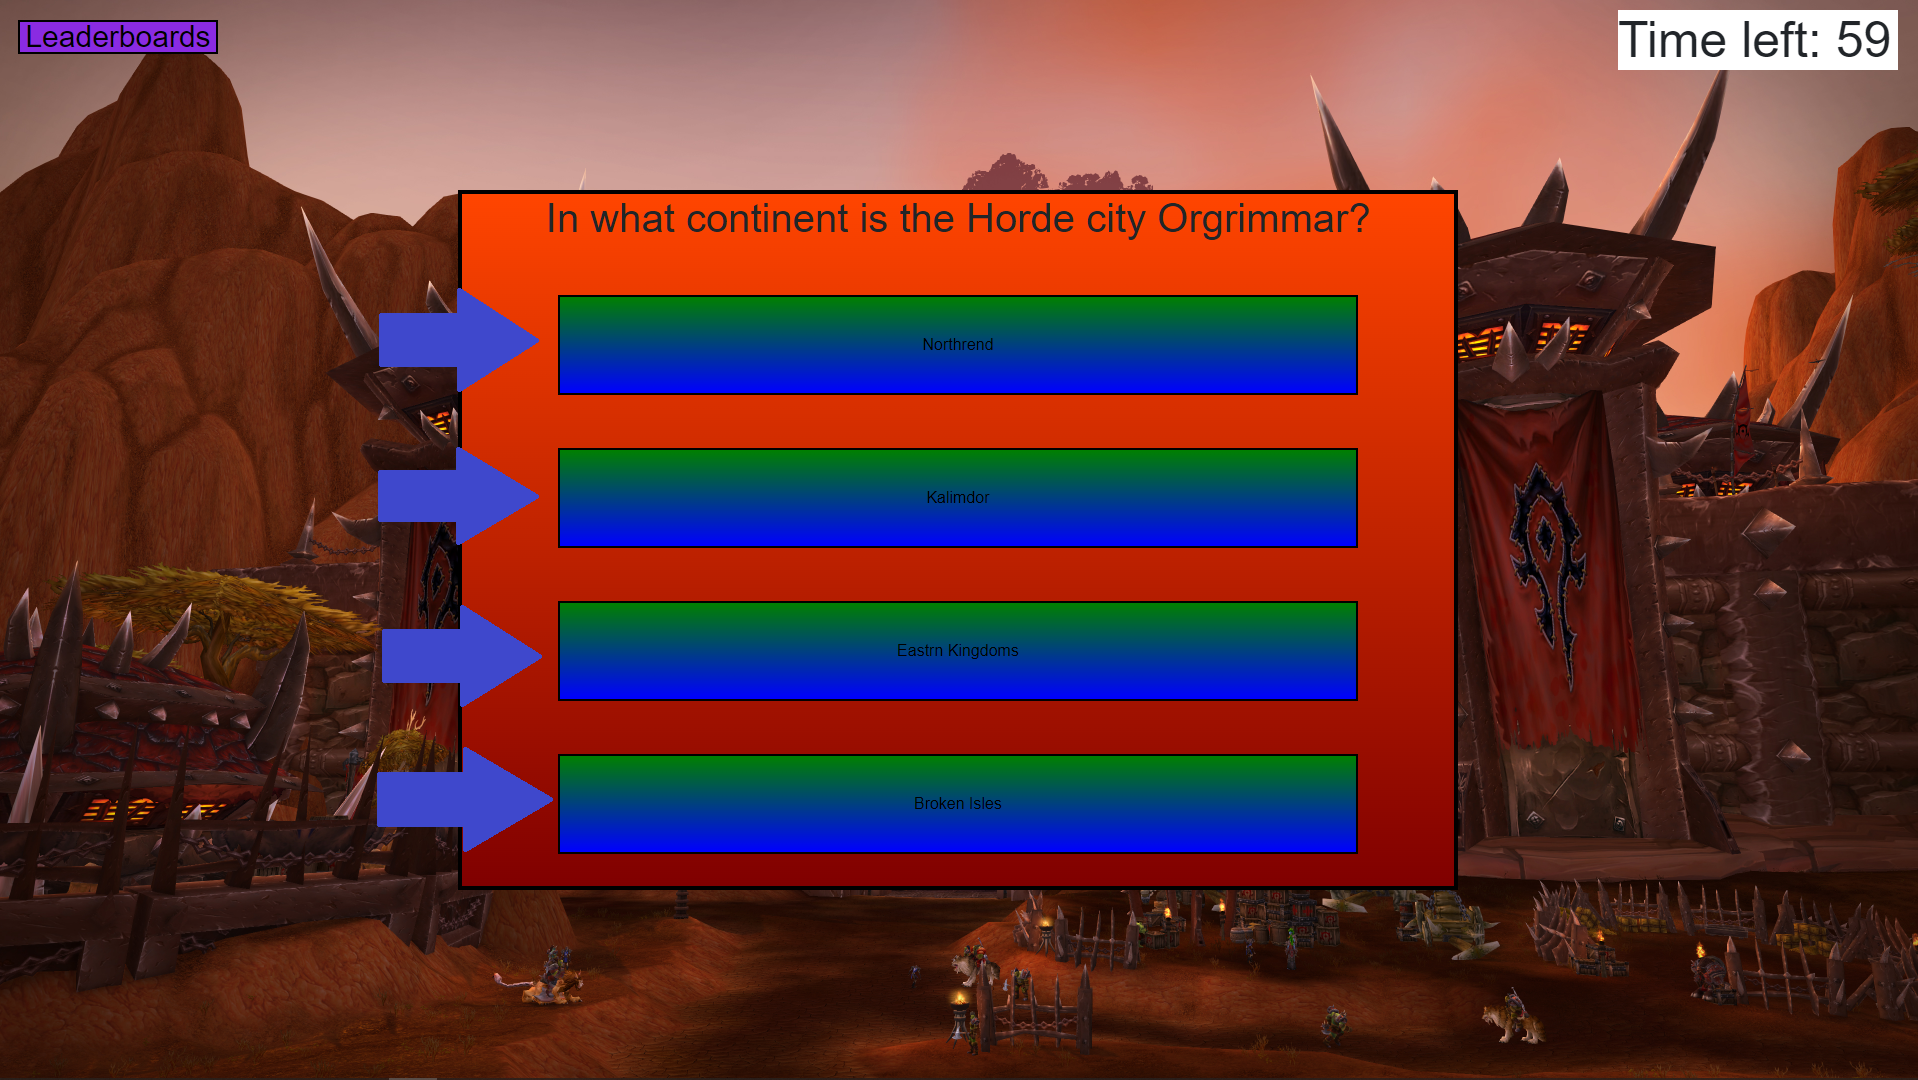 Leaderboards
Time left: 59
In what continent is the Horde city Orgrimmar?
Northrend
Kalimdor
Eastrn Kingdoms
Broken Isles